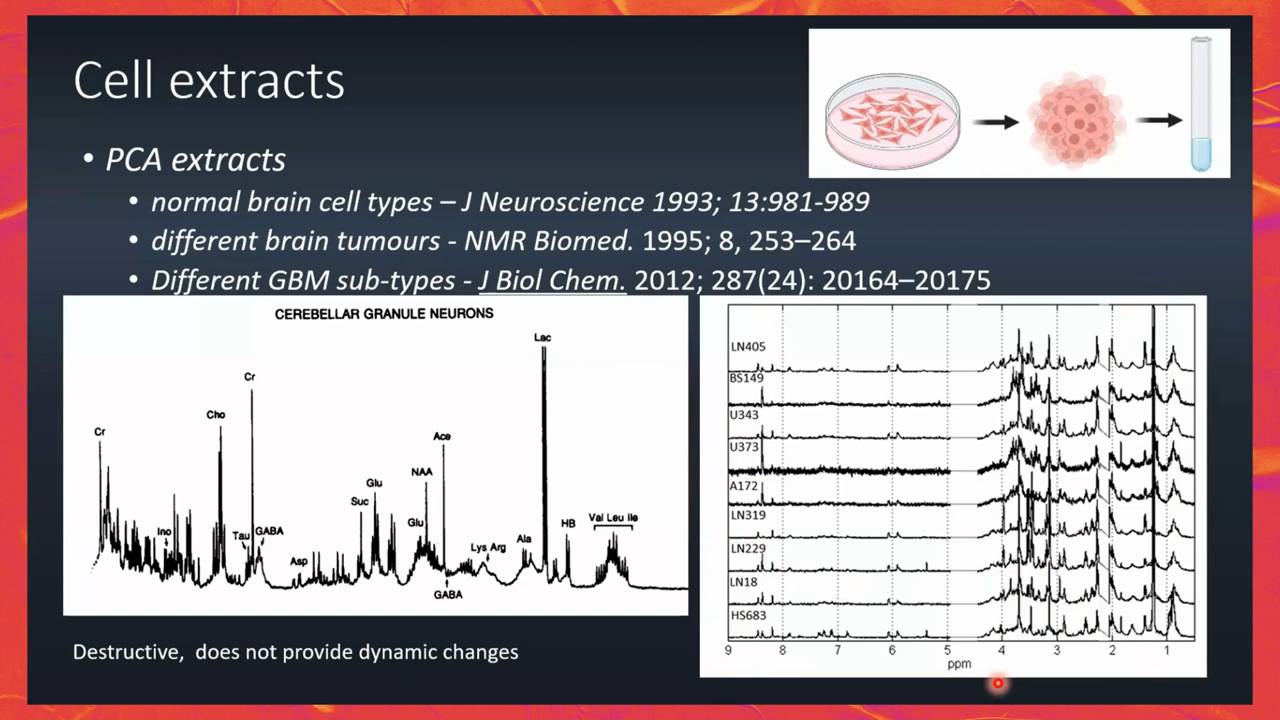 Cell extracts
• PCA extracts
• normal brain cell types – J Neuroscience 1993; 13:981-989
• different brain tumours - NMR Biomed. 1995; 8, 253–264
• Different GBM sub-types - J Biol Chem. 2012; 287(24): 20164–20175
CEREBELLAR GRANULE NEURONS
Lac
Cr
Cho
Cr
Ace
NAA
Glu
Suc
Glu
HB
Val Leu Ile
Ino
Tau
GABA
Ala
Lys Arg
Asp
GABA
LN405
BS149
U343
U373
A172
LN319
LN229
LN18
HS683
9 8 7 6 5 4 3 2 1
ppm
Destructive, does not provide dynamic changes